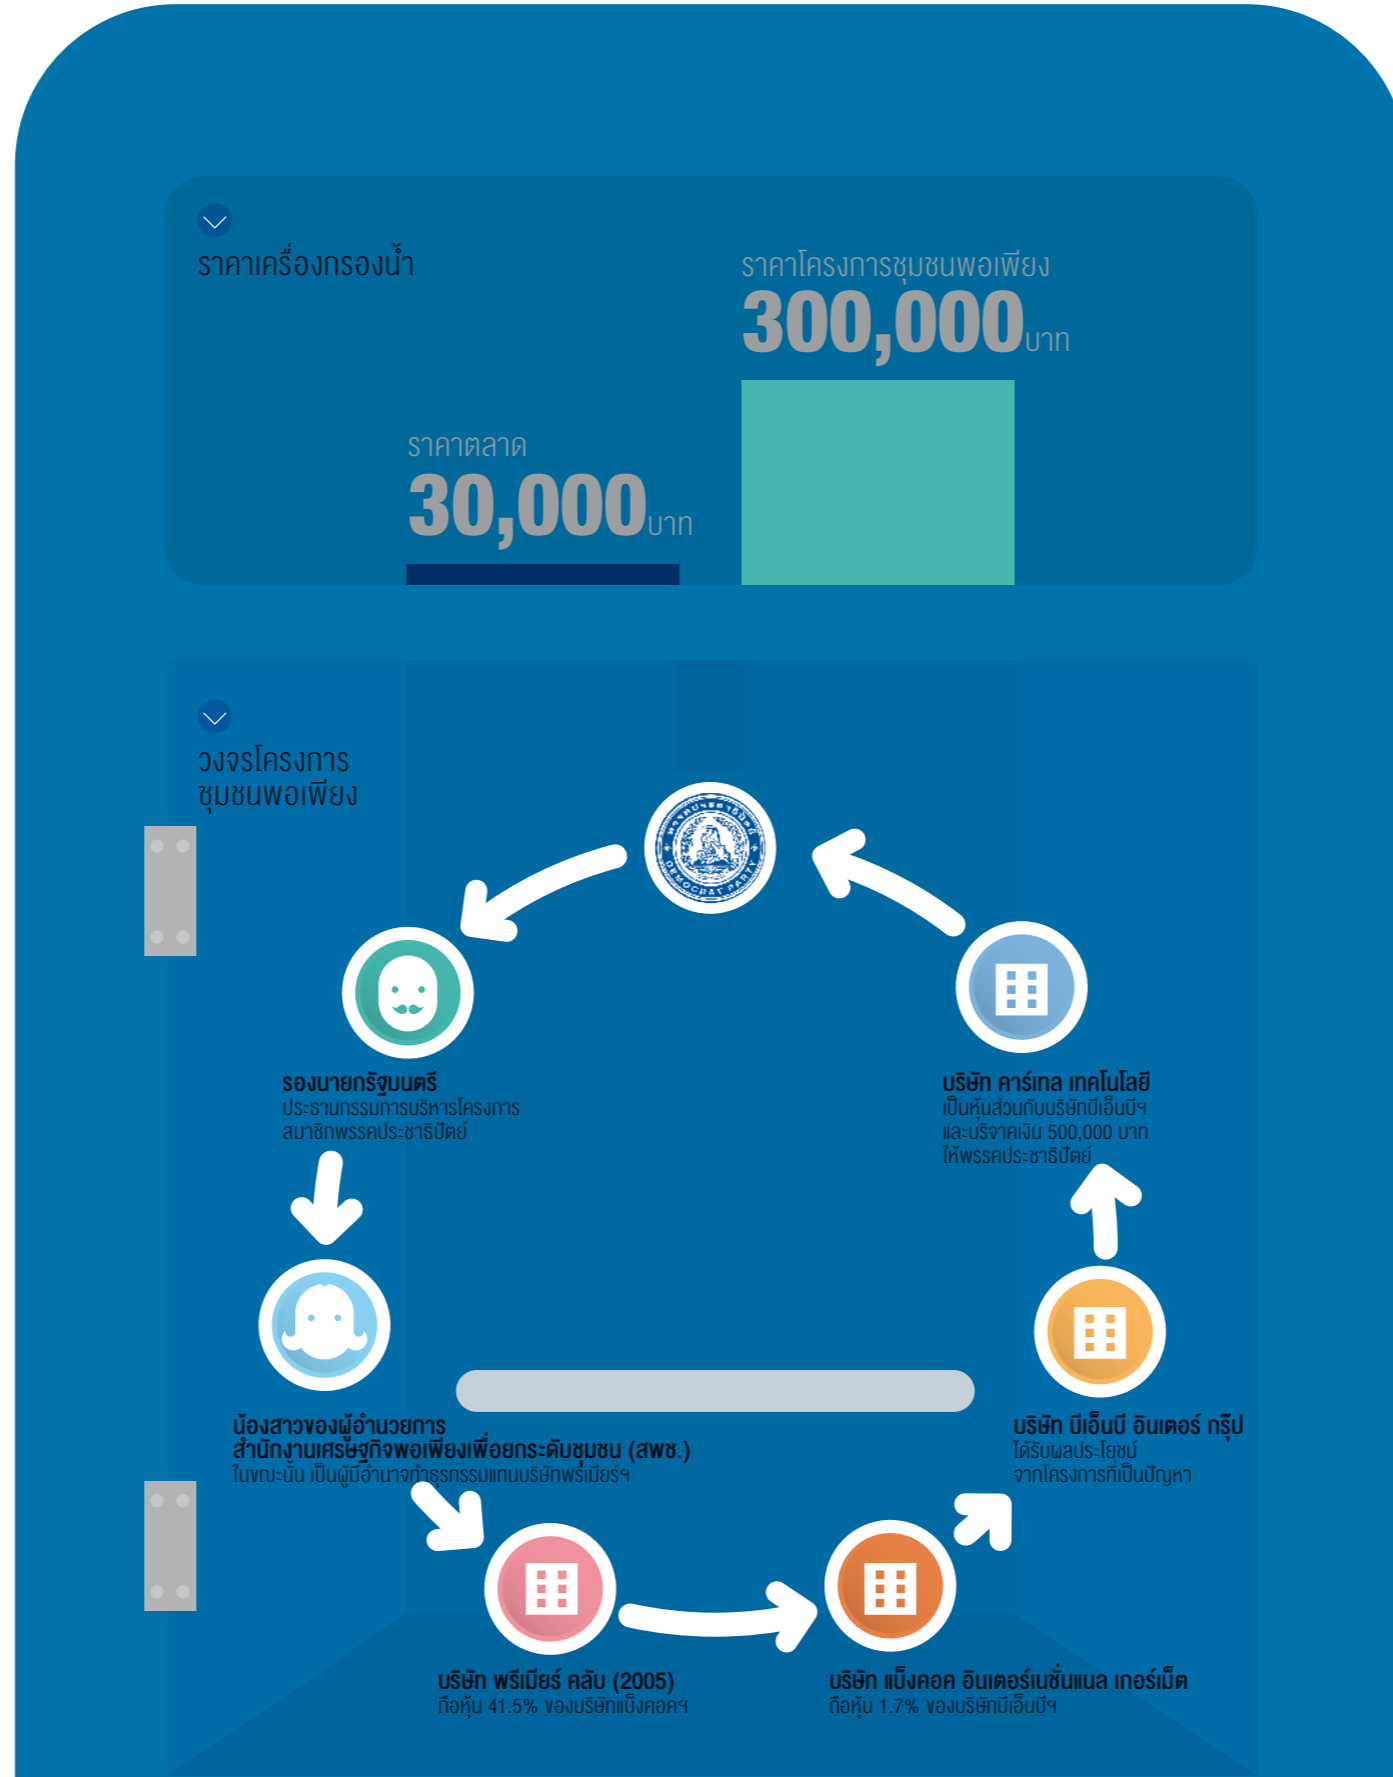 ราคาเครื่องกรองน้ำ
ราคาโครงการชุมชนพอเพียง
300,000บาท
ราคาตลาด
30,000บาท
วงจรโครงการ
ชุมชนพอเพียง
พรรคประชาธิปัตย์
DEMOCRAT PARTY
รองนายกรัฐมนตรี
ประธานกรรมการบริหารโครงการ
สมาชิกพรรคประชาธิปัตย์
บริษัท คาร์เทล เทคโนโลยี
เป็นหุ้นส่วนกับบริษัทบีเอ็นบีฯ
และบริจาคเงิน 500,000 บาท
ให้พรรคประชาธิปัตย์
น้องสาวของผู้อำนวยการ
สำนักงานเศรษฐกิจพอเพียงเพื่อยกระดับชุมชน (สพช.)
ในขณะนั้น เป็นผู้มีอำนาจทำธุรกรรมแทนบริษัทพรีเมียร์ฯ
บริษัท บีเอ็นบี อินเตอร์ กรุ๊ป
ได้รับผลประโยชน์
จากโครงการที่เป็นปัญหา
บริษัท พรีเมียร์ คลับ (2005)
ถือหุ้น 41.5% ของบริษัทแบ็งคอคฯ
บริษัท แบ็งคอค อินเตอร์เนชั่นแนล เกอร์เม็ต
ถือหุ้น 1.7% ของบริษัทบีเอ็นบีฯ